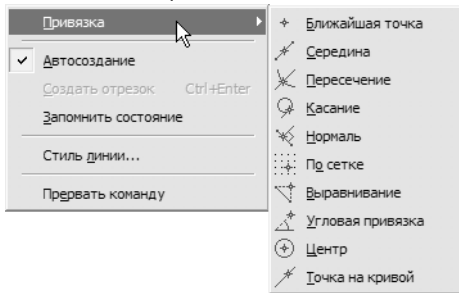 Привязка
Автосоздание
Создать отрезок Ctrl+Enter
Запомнить состояние
Стиль линии...
Прервать команду
Ближайшая точка
Середина
Пересечение
Касание
Нормаль
По сетке
Выравнивание
Угловая привязка
Центр
Точка на кривой